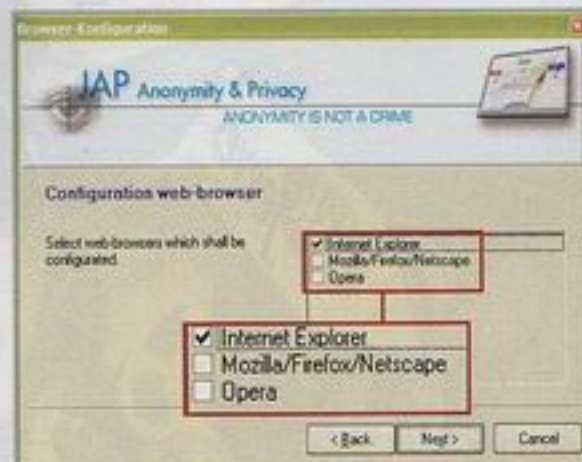 Browser-Konfiguration
JAP Anonymity & Privacy
ANONYMITY IS NOT A CRIME
Configuration web-browser
Select web-browsers which shall be
configurated.
Internet Explorer
Mozilla/Firefox/Netscape
Opera
Internet Explorer
Mozilla/Firefox/Netscape
Opera
< Back
Next >
Cancel